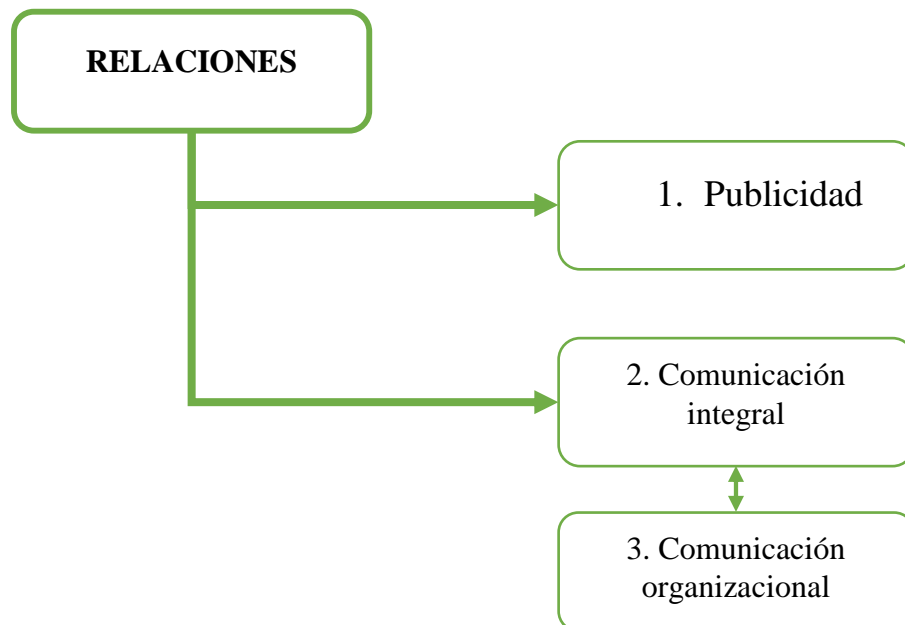 RELACIONES
1. Publicidad
2. Comunicación
integral
3. Comunicación
organizacional